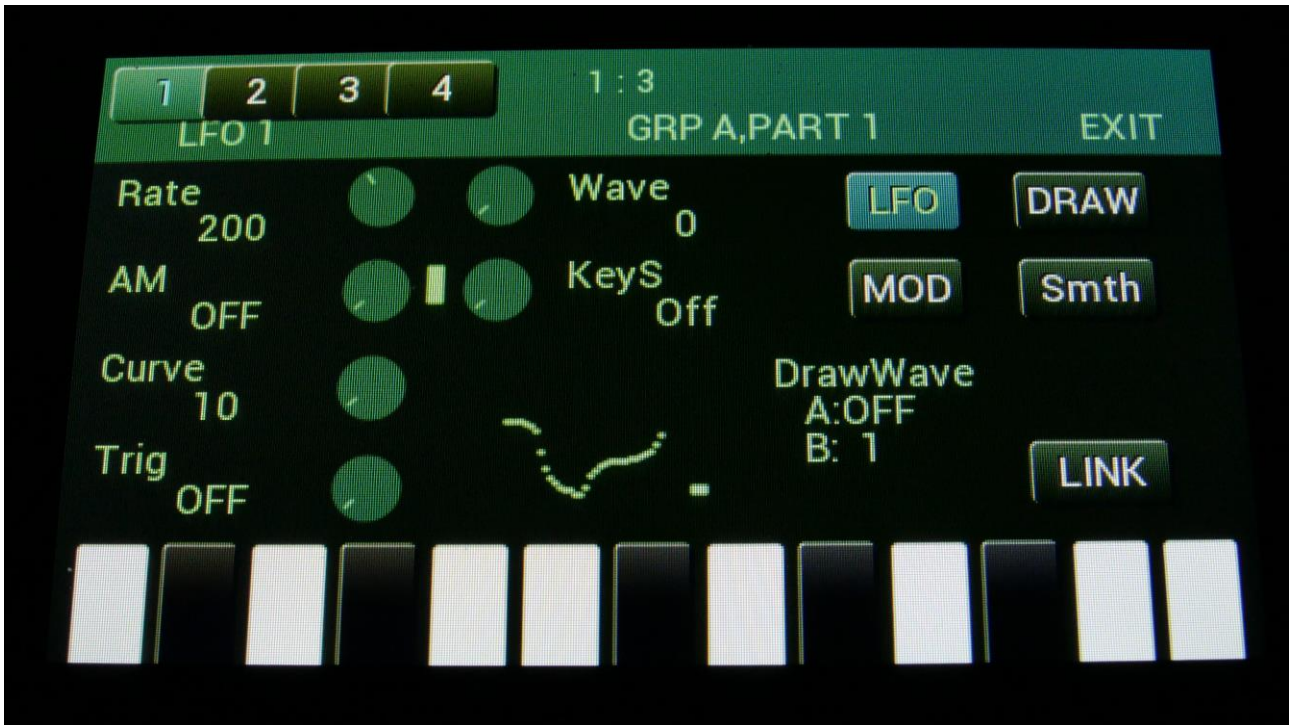 1 2 3 4 1 : 3
LFO 1 GRP A,PART 1 EXIT
Rate Wave LFO DRAW
200 0
AM KeyS MOD Smth
OFF Off
Curve DrawWave
10 A:OFF
Trig B: 1 LINK
OFF